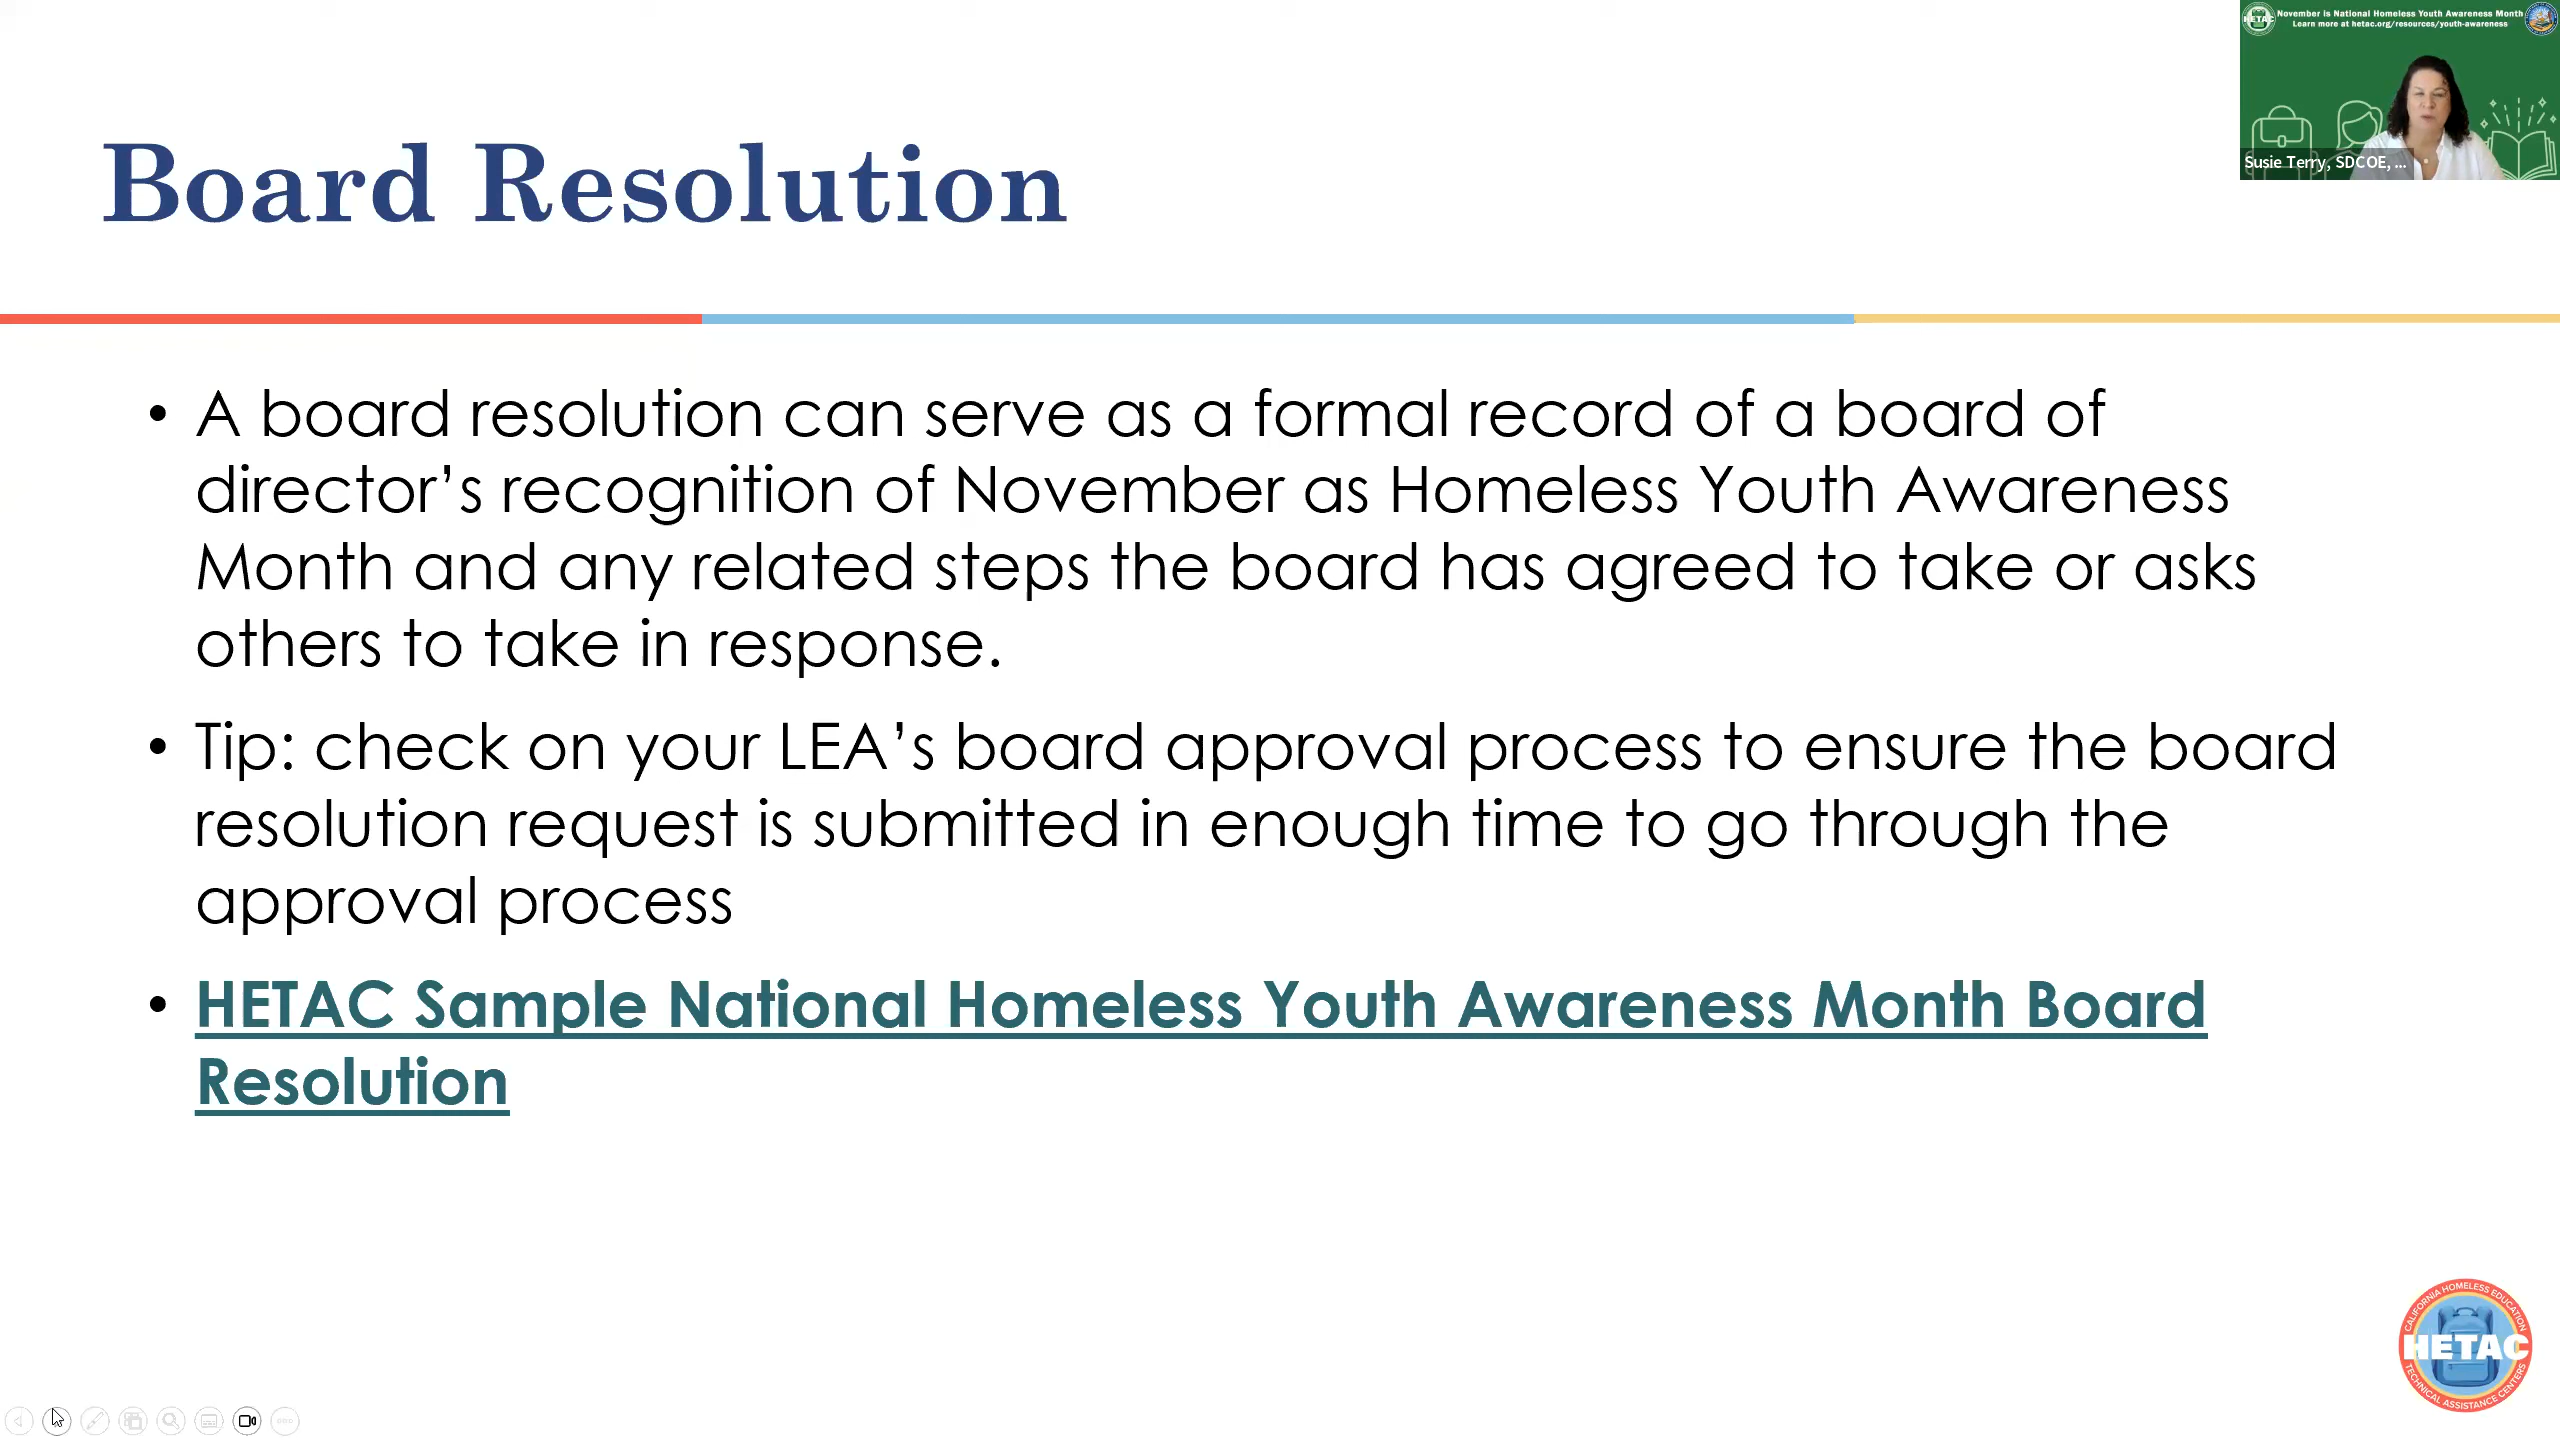 November is National Homeless Youth Awareness Month
Learn more at hetac.org/resources/youth-awareness
HETAC
Susie Terry, SDCOE, ...
Board Resolution
• A board resolution can serve as a formal record of a board of
director’s recognition of November as Homeless Youth Awareness
Month and any related steps the board has agreed to take or asks
others to take in response.
• Tip: check on your LEA’s board approval process to ensure the board
resolution request is submitted in enough time to go through the
approval process
• HETAC Sample National Homeless Youth Awareness Month Board
Resolution
CALIFORNIA HOMELESS EDUCATION
HETAC
TECHNICAL ASSISTANCE CENTERS